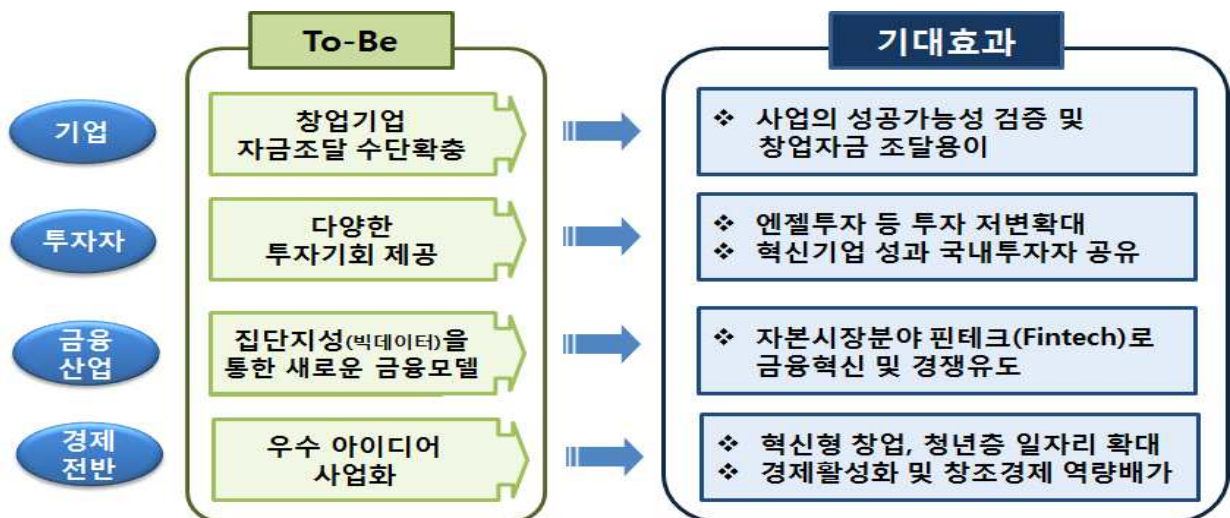 To-Be
기대효과
기업
창업기업
자금조달 수단확충
❖ 사업의 성공가능성 검증 및
창업자금 조달용이
투자자
다양한
투자기회 제공
❖ 엔젤투자 등 투자 저변확대
❖ 혁신기업 성과 국내투자자 공유
금융
산업
집단지성(빅데이터)을
통한 새로운 금융모델
❖ 자본시장분야 핀테크(Fintech)로
금융혁신 및 경쟁유도
경제
전반
우수 아이디어
사업화
❖ 혁신형 창업, 청년층 일자리 확대
❖ 경제활성화 및 창조경제 역량배가